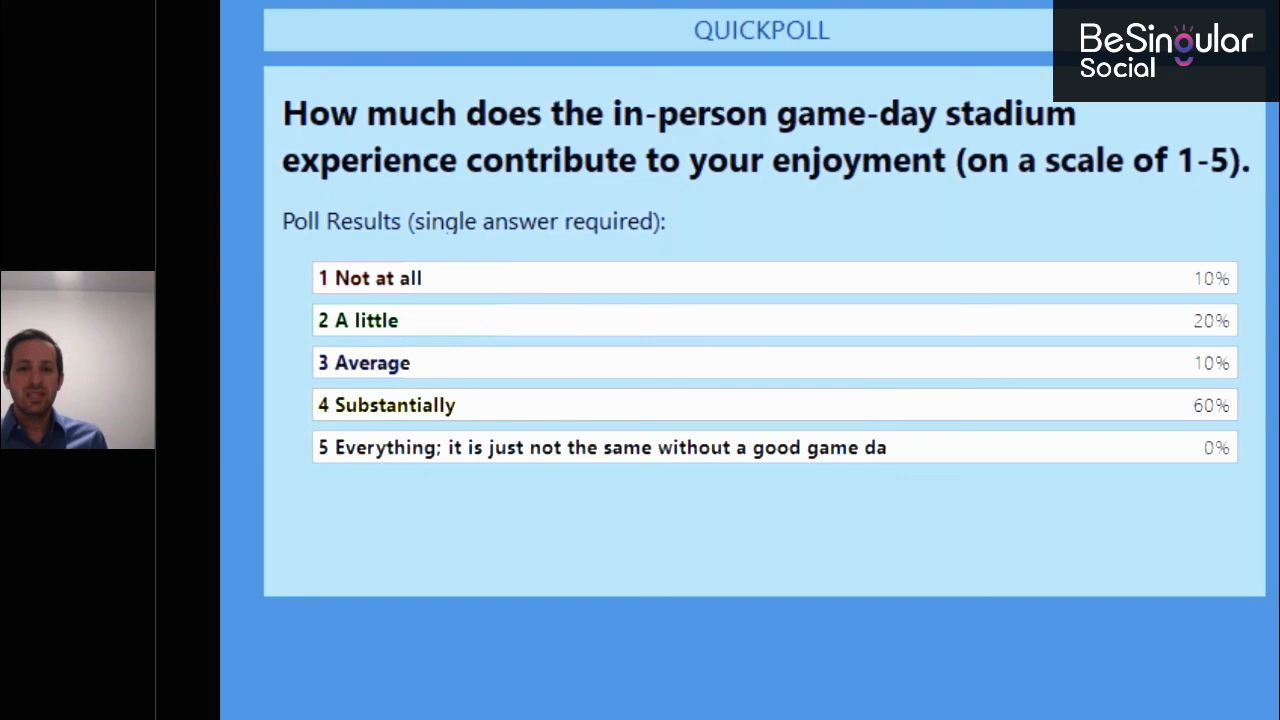 QUICKPOLL
BeSingular
Social
How much does the in-person game-day stadium
experience contribute to your enjoyment (on a scale of 1-5).
Poll Results (single answer required):
1 Not at all 10%
2 A little 20%
3 Average 10%
4 Substantially 60%
5 Everything; it is just not the same without a good game da 0%